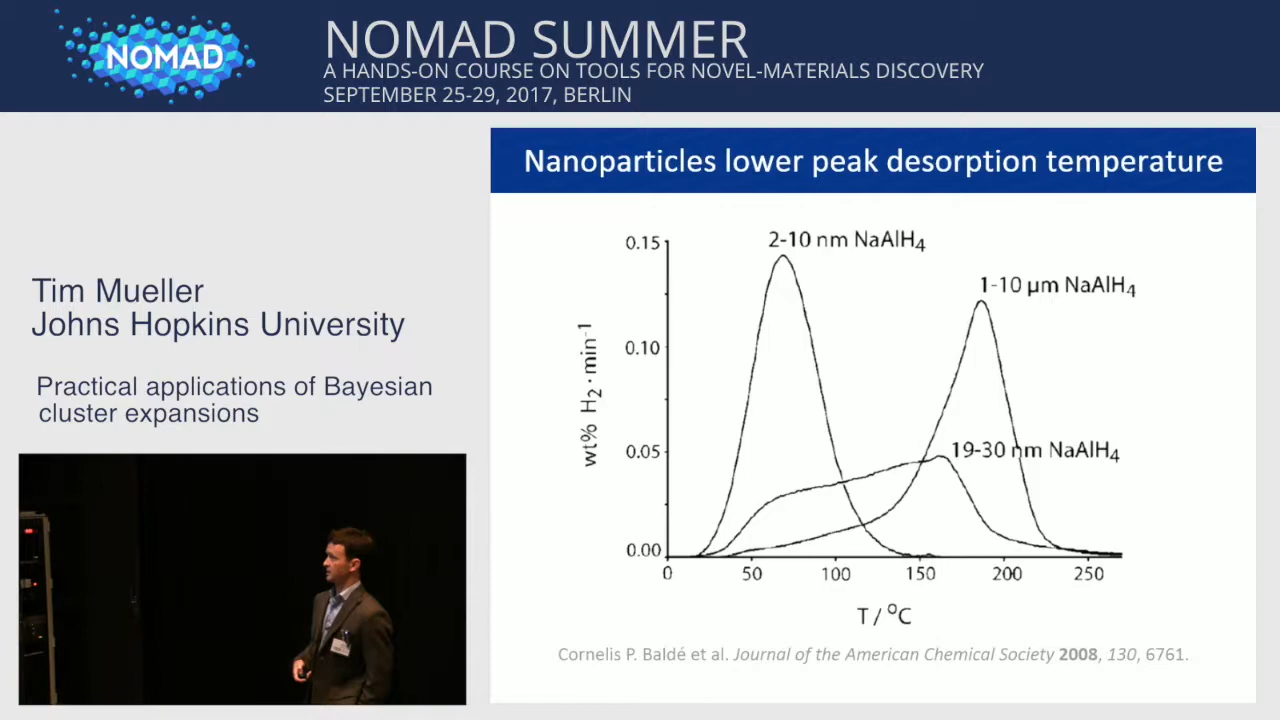 NOMAD
NOMAD SUMMER
A HANDS-ON COURSE ON TOOLS FOR NOVEL-MATERIALS DISCOVERY
SEPTEMBER 25-29, 2017, BERLIN
Tim Mueller
Johns Hopkins University
Practical applications of Bayesian
cluster expansions
Nanoparticles lower peak desorption temperature
2-10 nm NaAlH₄
1-10 µm NaAlH₄
19-30 nm NaAlH₄
wt% H₂·min⁻¹
0.15
0.10
0.05
0.00
0 50 100 150 200 250
T / °C
Cornelis P. Baldé et al. Journal of the American Chemical Society 2008, 130, 6761.